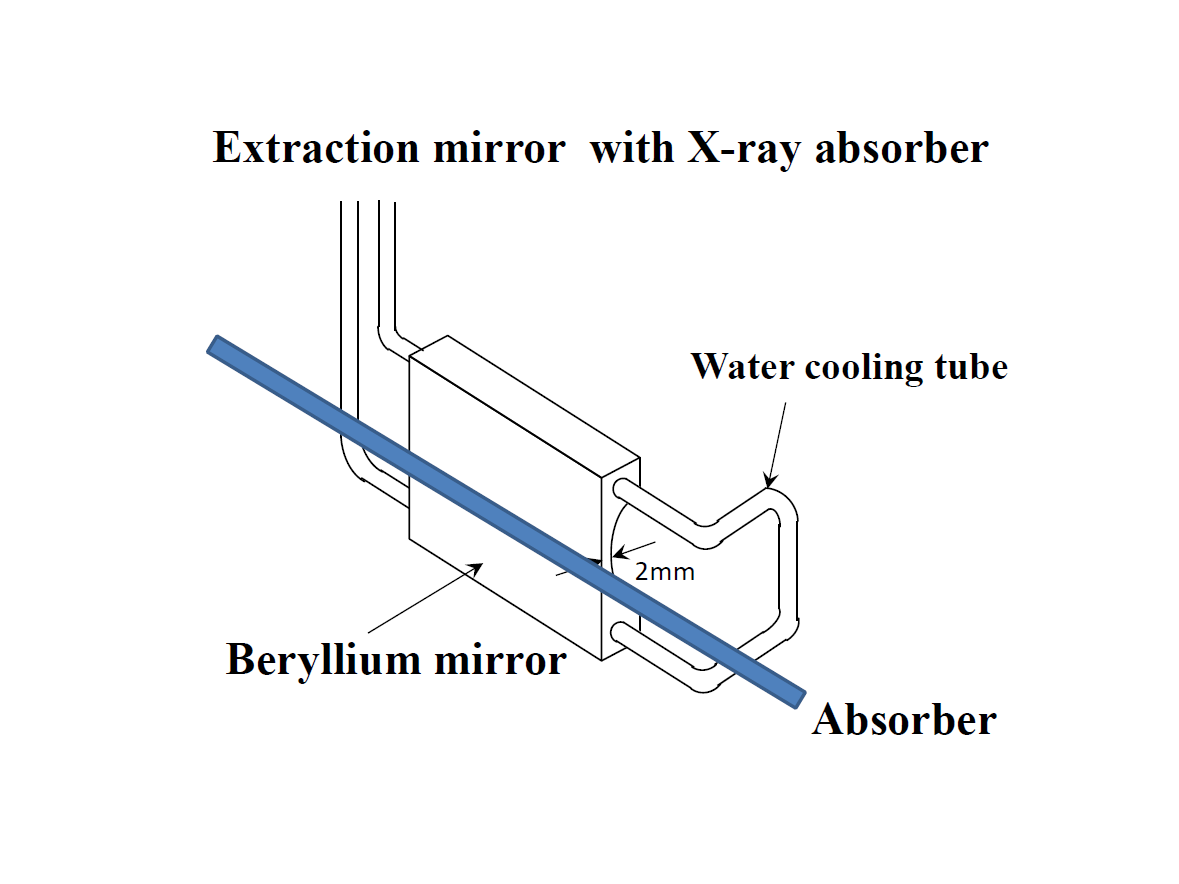 Extraction mirror  with X-ray absorber
Water cooling tube
2mm
Beryllium mirror
Absorber